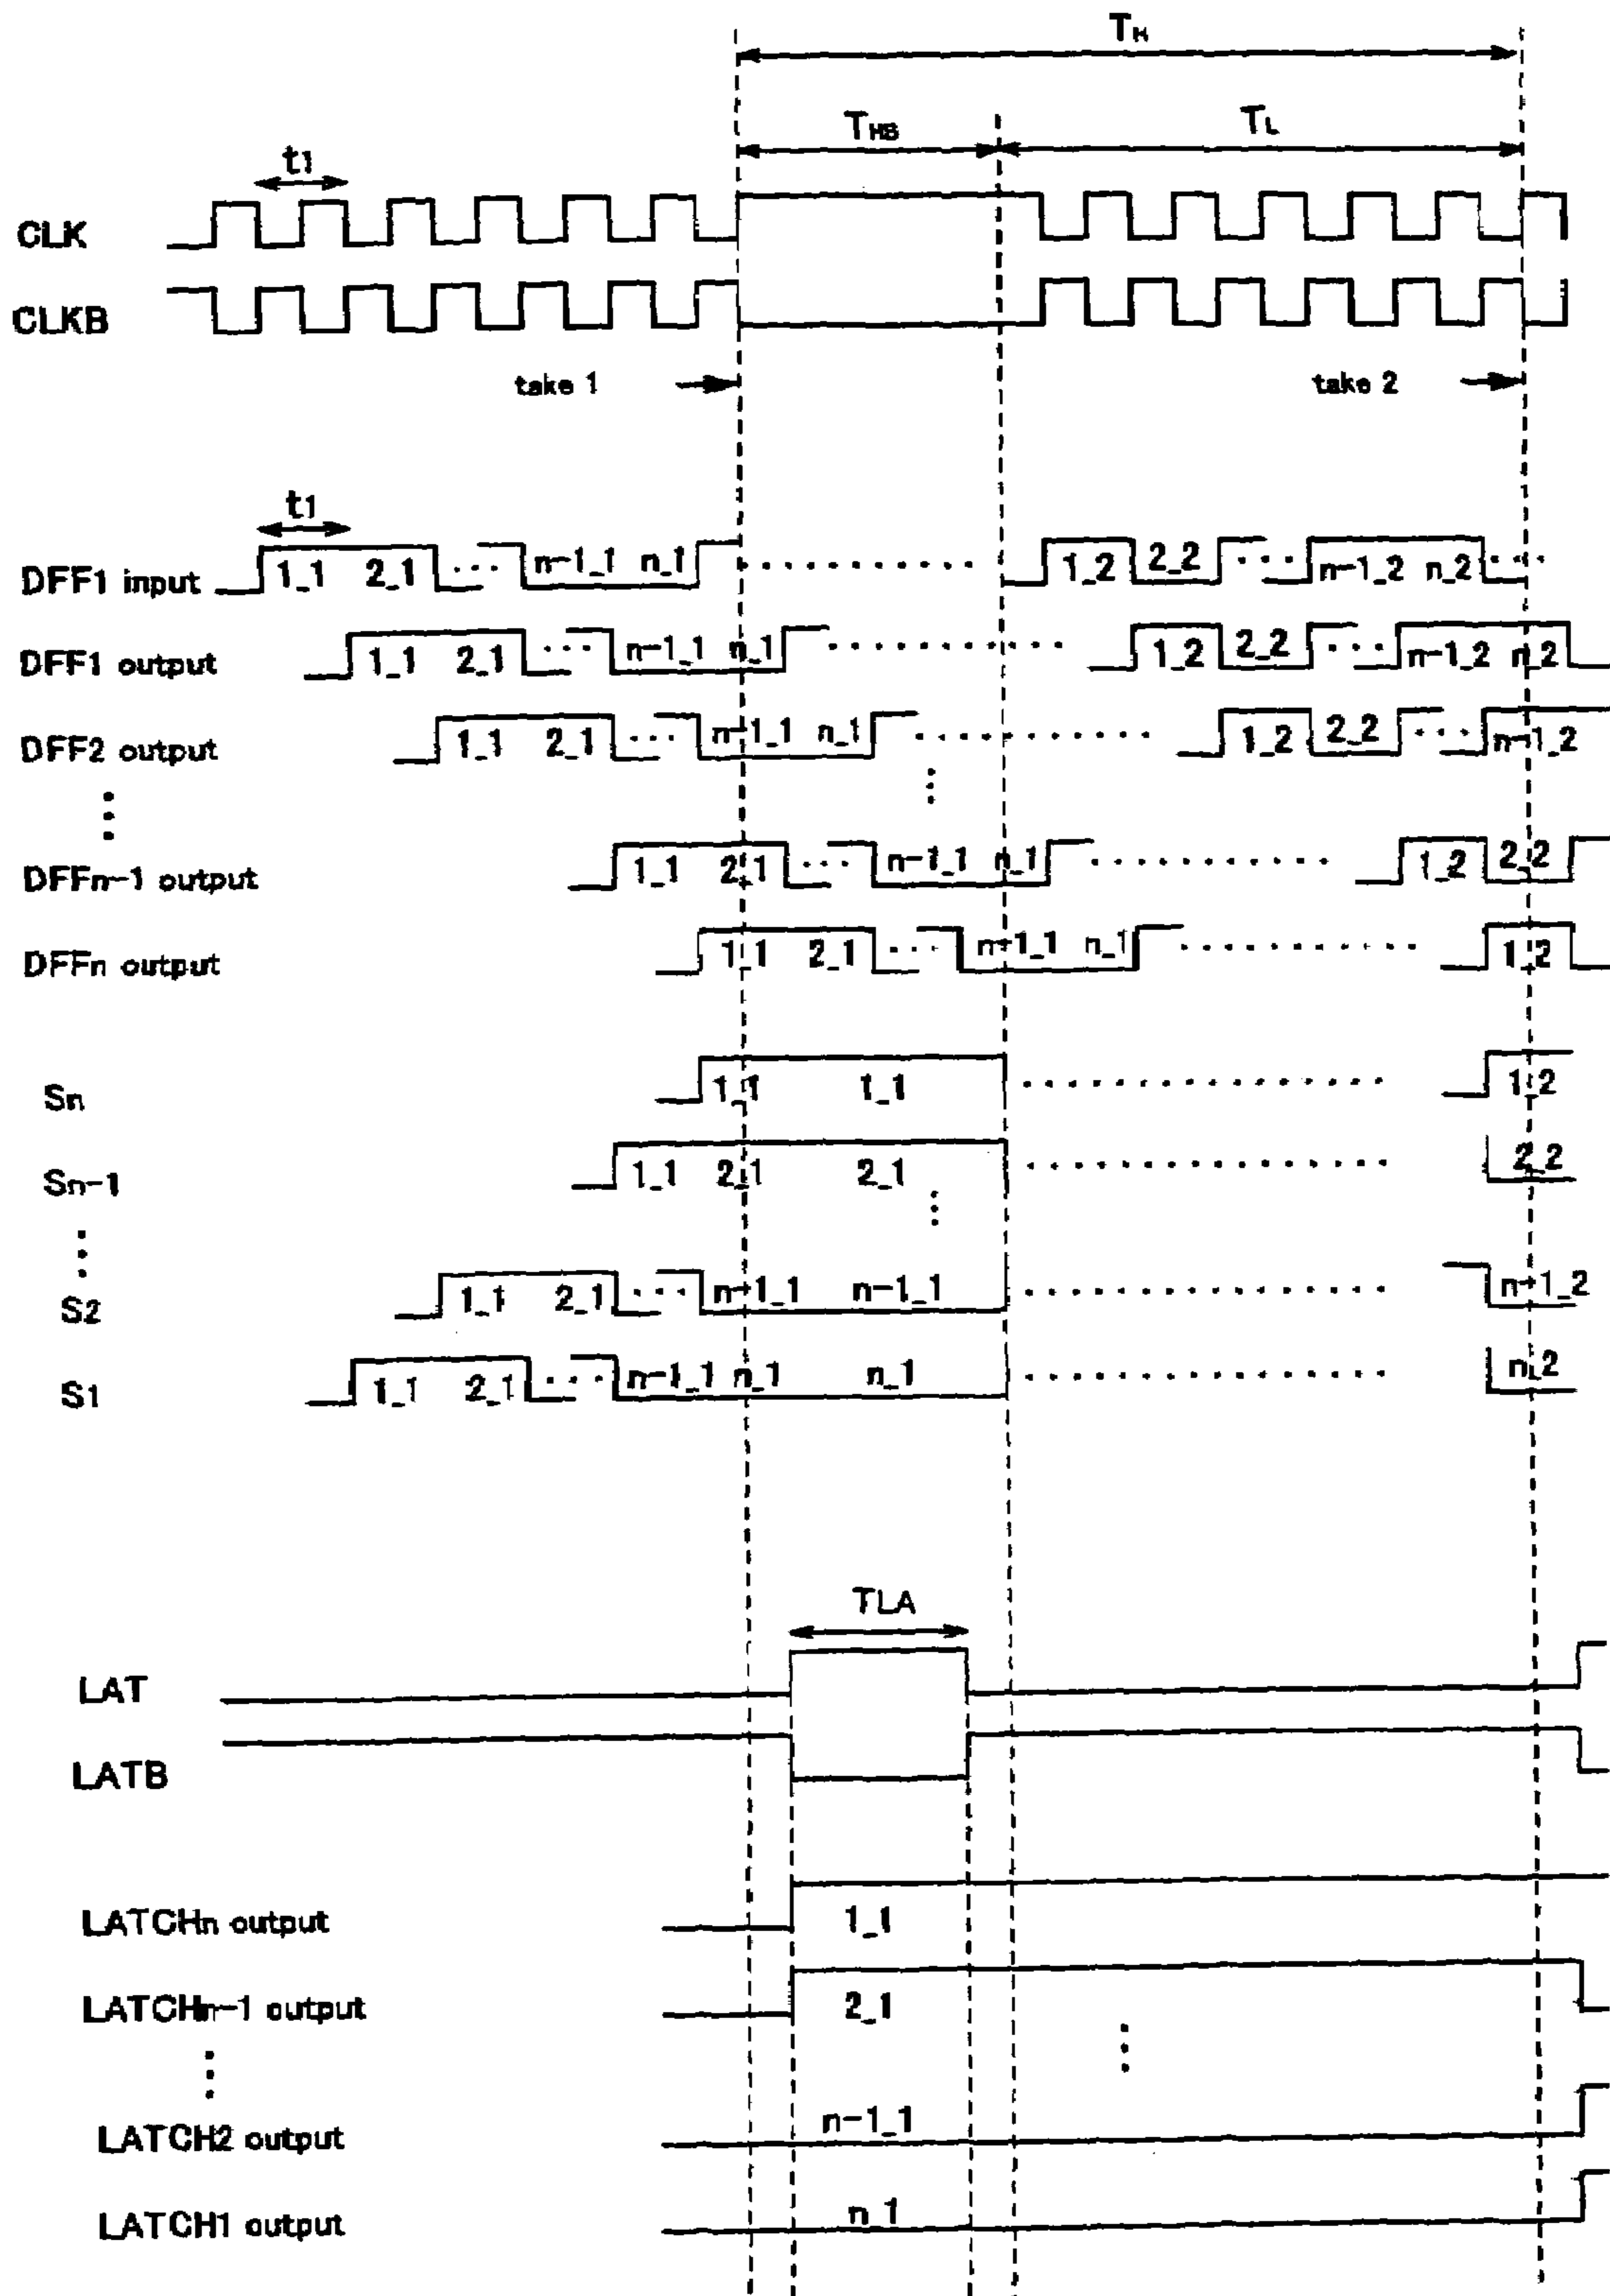 TH
THB TL
t1
CLK
CLKB
take 1 take 2
t1
DFF1 input 1_1 2_1 n-1_1 n_1 1_2 2_2 n-1_2 n_2
DFF1 output 1_1 2_1 n-1_1 n_1 1_2 2_2 n-1_2 n_2
DFF2 output 1_1 2_1 n-1_1 n_1 1_2 2_2 n-1_2
DFFn-1 output 1_1 2_1 n-1_1 n_1 1_2 2_2
DFFn output 1_1 2_1 n-1_1 n_1 1_2
Sn 1_1 1_1 1_2
Sn-1 1_1 2_1 2_1 2_2
S2 1_1 2_1 n-1_1 n-1_1 n-1_2
S1 1_1 2_1 n-1_1 n_1 n_1 n_2
TLA
LAT
LATB
LATCHn output 1_1
LATCHn-1 output 2_1
LATCH2 output n-1_1
LATCH1 output n_1